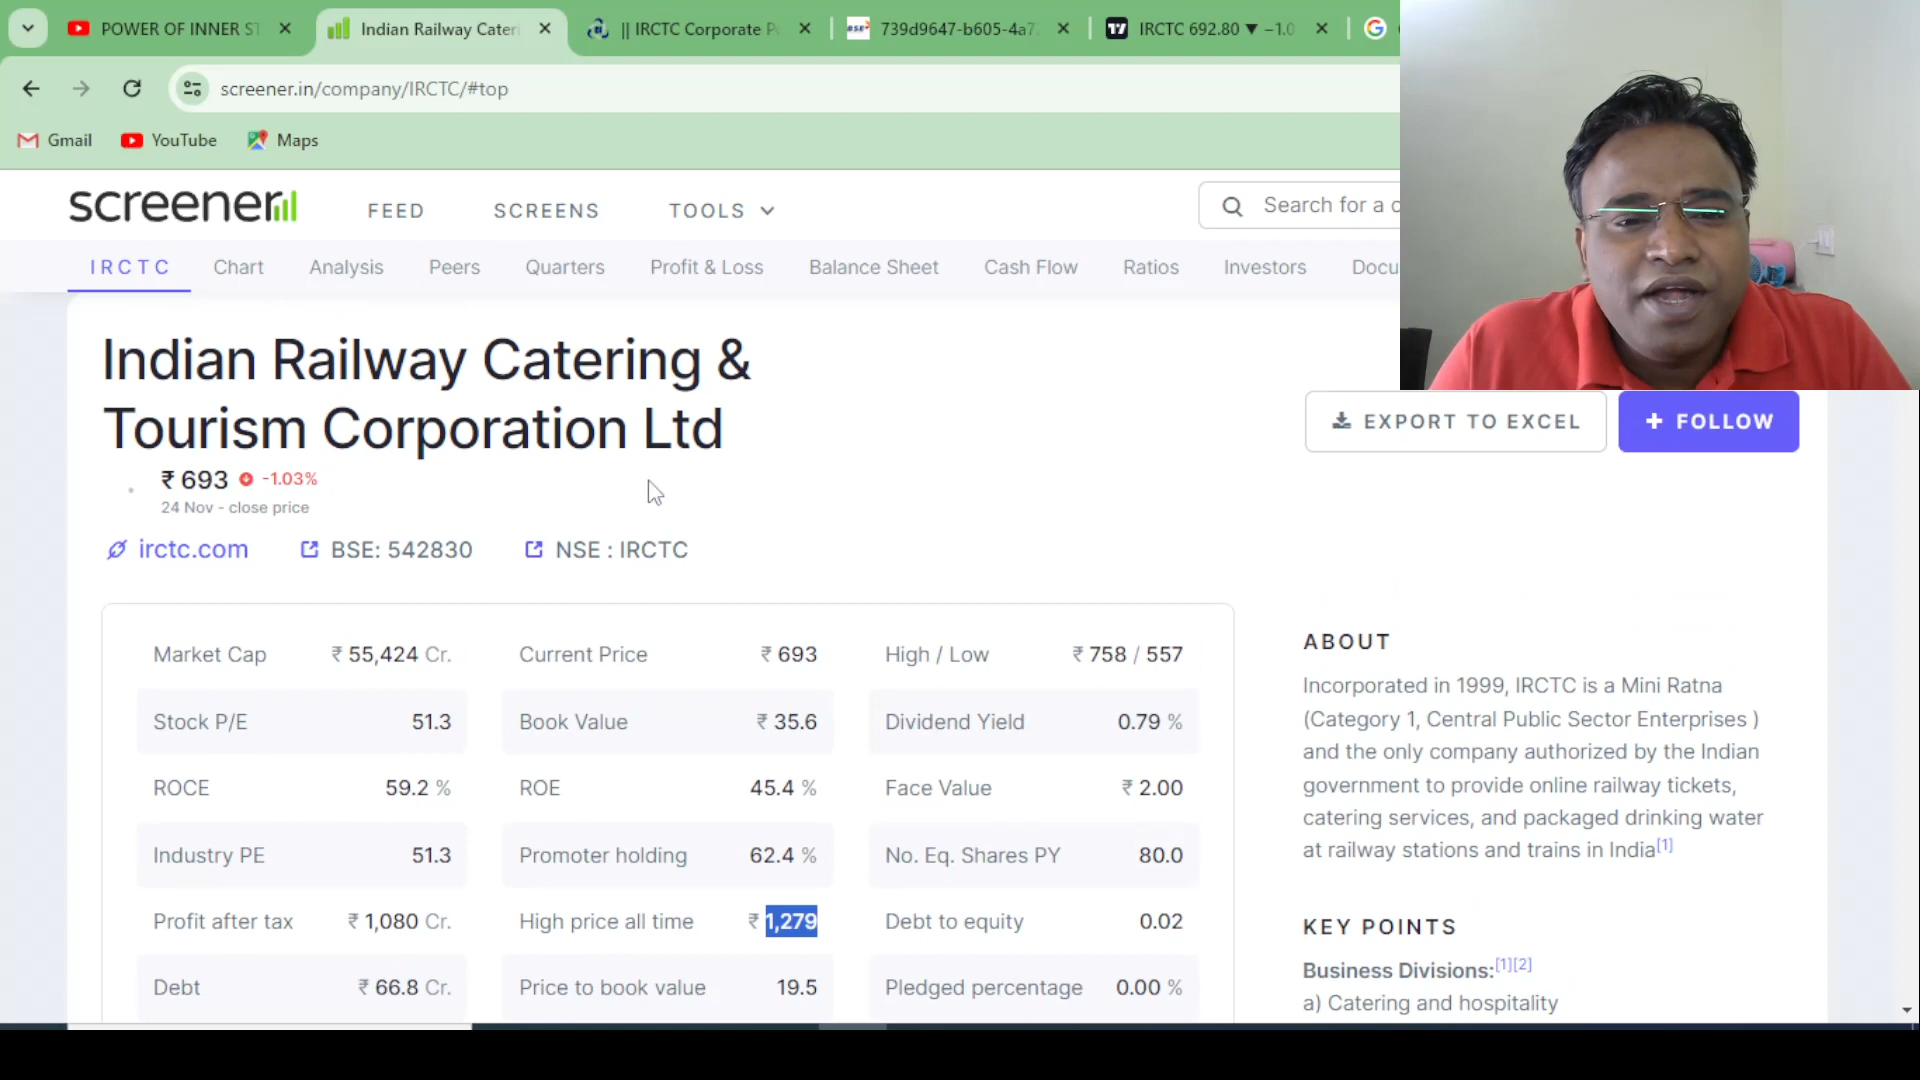 POWER OF INNER ST
Indian Railway Cateri
|| IRCTC Corporate Po
739d9647-b605-4a7
IRCTC 692.80 ▼ −1.0
screener.in/company/IRCTC/#top
Gmail
YouTube
Maps
screener
FEED
SCREENS
TOOLS
Search for a c
IRCTC
Chart
Analysis
Peers
Quarters
Profit & Loss
Balance Sheet
Cash Flow
Ratios
Investors
Docu
Indian Railway Catering &
Tourism Corporation Ltd
EXPORT TO EXCEL
+ FOLLOW
₹ 693 -1.03%
24 Nov - close price
irctc.com
BSE: 542830
NSE : IRCTC
Market Cap ₹ 55,424 Cr.
Current Price ₹ 693
High / Low ₹ 758 / 557
Stock P/E 51.3
Book Value ₹ 35.6
Dividend Yield 0.79 %
ROCE 59.2 %
ROE 45.4 %
Face Value ₹ 2.00
Industry PE 51.3
Promoter holding 62.4 %
No. Eq. Shares PY 80.0
Profit after tax ₹ 1,080 Cr.
High price all time ₹ 1,279
Debt to equity 0.02
Debt ₹ 66.8 Cr.
Price to book value 19.5
Pledged percentage 0.00 %
ABOUT
Incorporated in 1999, IRCTC is a Mini Ratna
(Category 1, Central Public Sector Enterprises )
and the only company authorized by the Indian
government to provide online railway tickets,
catering services, and packaged drinking water
at railway stations and trains in India[1]
KEY POINTS
Business Divisions:[1][2]
a) Catering and hospitality